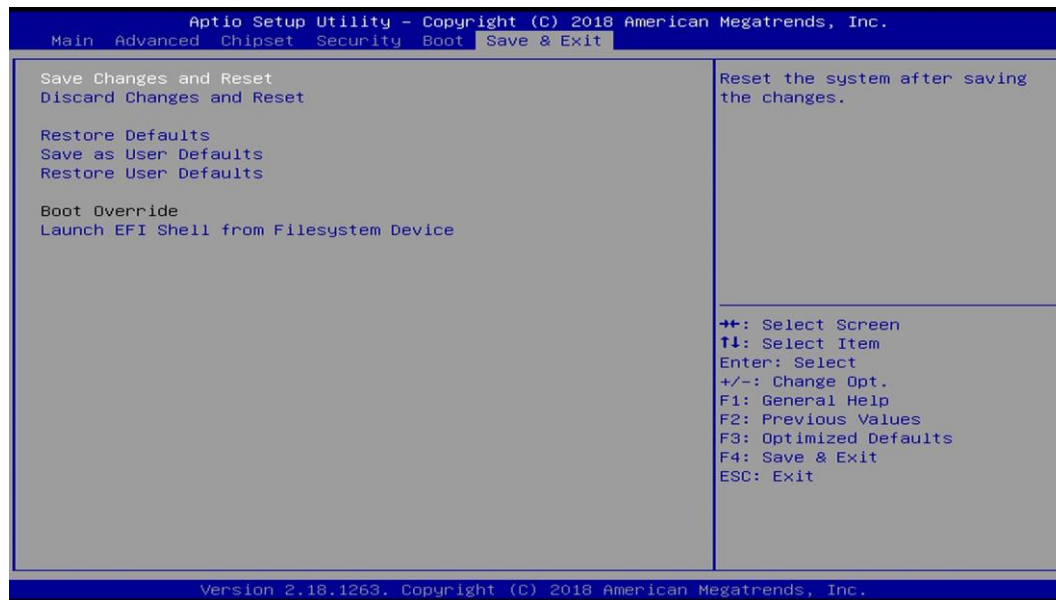 Aptio Setup Utility – Copyright (C) 2018 American Megatrends, Inc.
Main Advanced Chipset Security Boot Save & Exit
Save Changes and Reset
Discard Changes and Reset
Restore Defaults
Save as User Defaults
Restore User Defaults
Boot Override
Launch EFI Shell from Filesystem Device
Reset the system after saving
the changes.
→←: Select Screen
↑↓: Select Item
Enter: Select
+/-: Change Opt.
F1: General Help
F2: Previous Values
F3: Optimized Defaults
F4: Save & Exit
ESC: Exit
Version 2.18.1263. Copyright (C) 2018 American Megatrends, Inc.